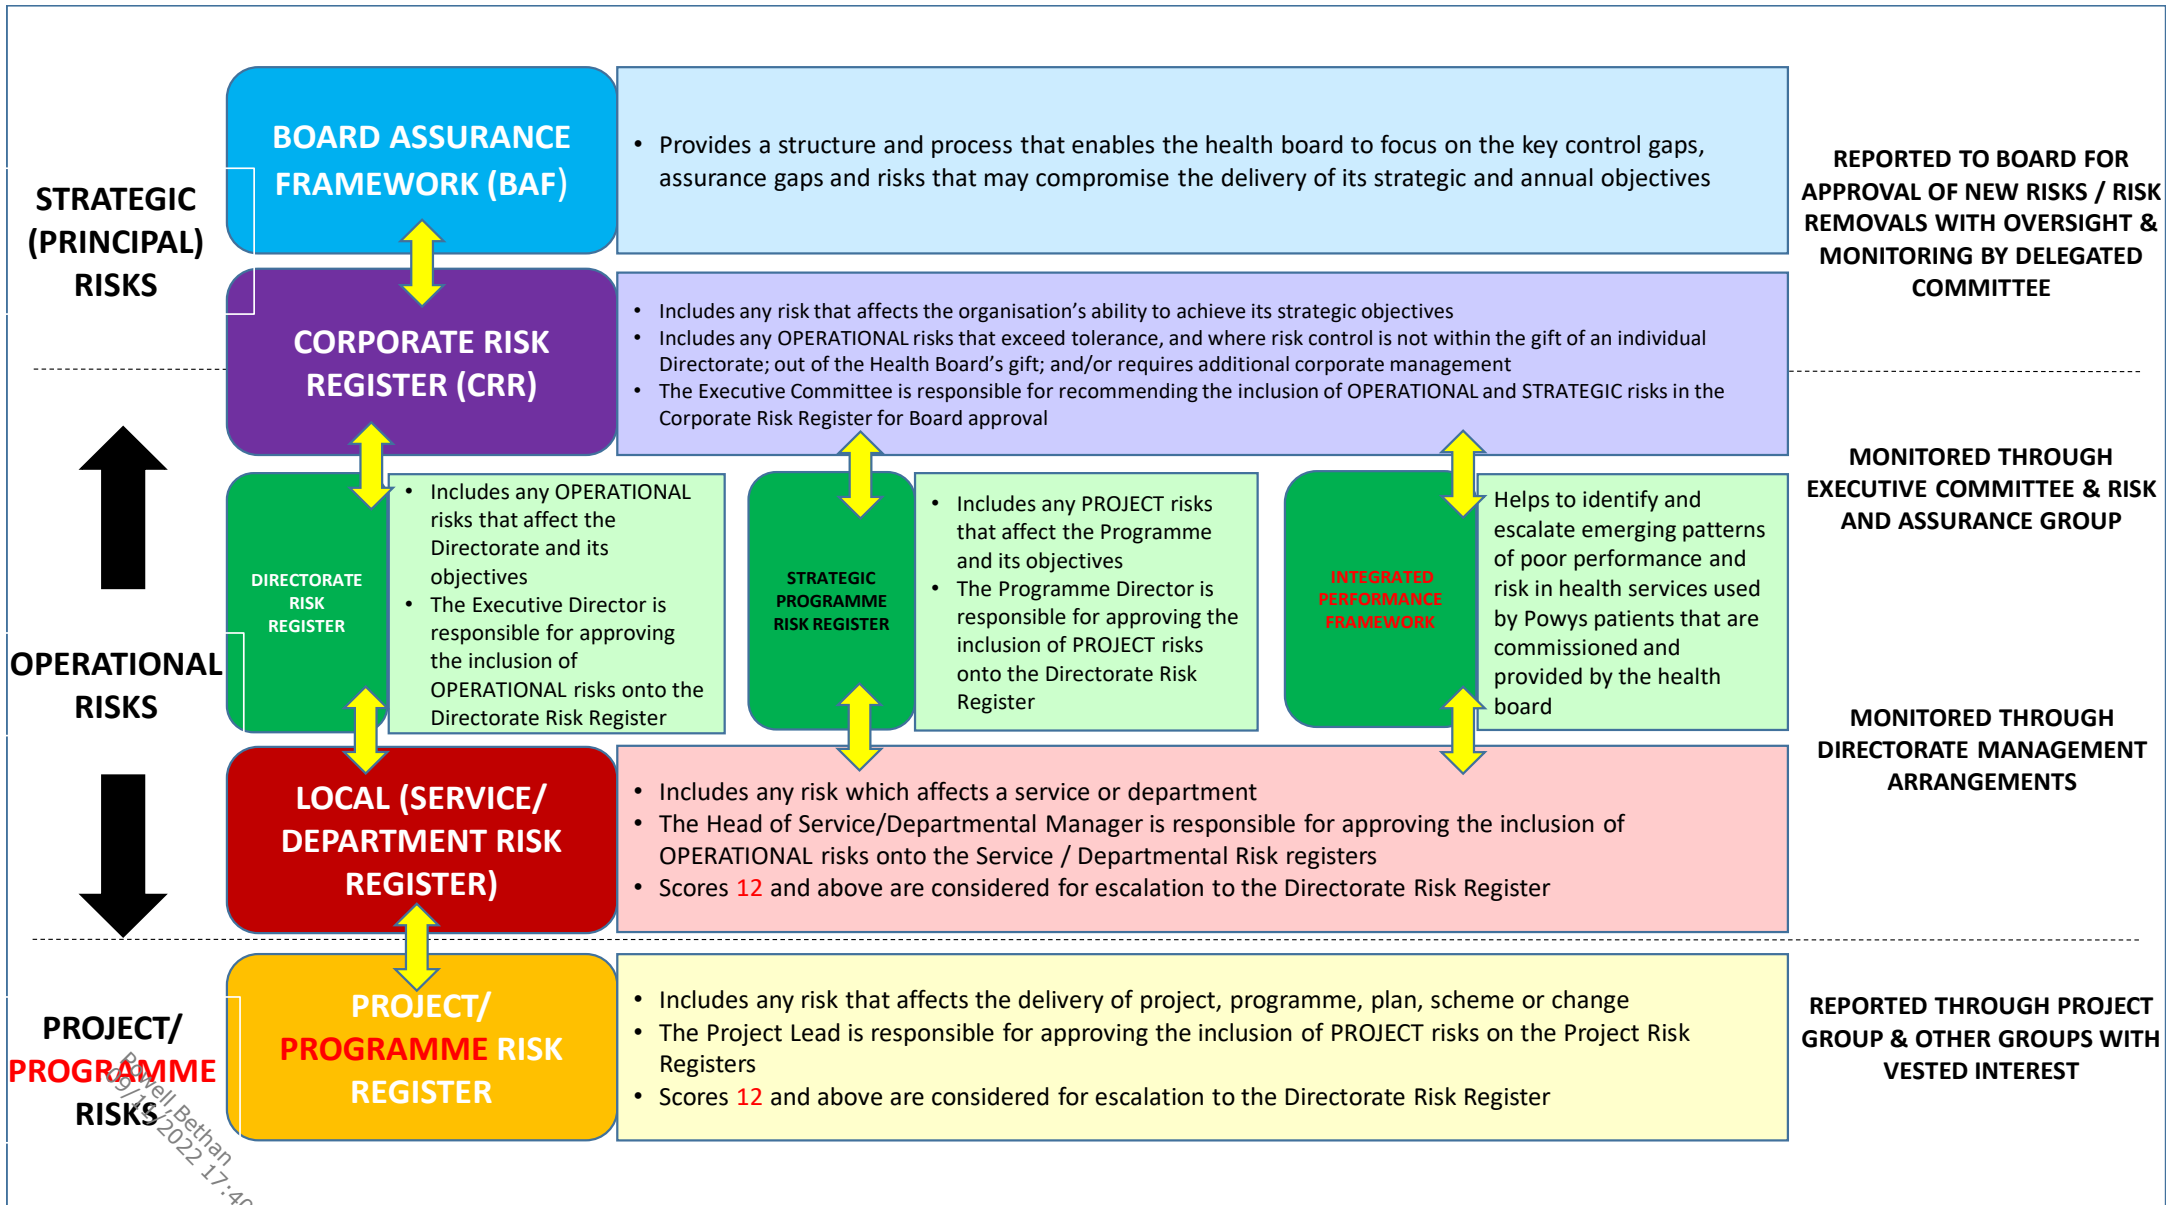 STRATEGIC
(PRINCIPAL)
RISKS
BOARD ASSURANCE
FRAMEWORK (BAF)
• Provides a structure and process that enables the health board to focus on the key control gaps,
assurance gaps and risks that may compromise the delivery of its strategic and annual objectives
REPORTED TO BOARD FOR
APPROVAL OF NEW RISKS / RISK
REMOVALS WITH OVERSIGHT &
MONITORING BY DELEGATED
COMMITTEE
CORPORATE RISK
REGISTER (CRR)
• Includes any risk that affects the organisation’s ability to achieve its strategic objectives
• Includes any OPERATIONAL risks that exceed tolerance, and where risk control is not within the gift of an individual
Directorate; out of the Health Board’s gift; and/or requires additional corporate management
• The Executive Committee is responsible for recommending the inclusion of OPERATIONAL and STRATEGIC risks in the
Corporate Risk Register for Board approval
OPERATIONAL
RISKS
DIRECTORATE
RISK
REGISTER
• Includes any OPERATIONAL
risks that affect the
Directorate and its
objectives
• The Executive Director is
responsible for approving
the inclusion of
OPERATIONAL risks onto the
Directorate Risk Register
STRATEGIC
PROGRAMME
RISK REGISTER
• Includes any PROJECT risks
that affect the Programme
and its objectives
• The Programme Director is
responsible for approving the
inclusion of PROJECT risks
onto the Directorate Risk
Register
INTEGRATED
PERFORMANCE
FRAMEWORK
Helps to identify and
escalate emerging patterns
of poor performance and
risk in health services used
by Powys patients that are
commissioned and
provided by the health
board
MONITORED THROUGH
EXECUTIVE COMMITTEE & RISK
AND ASSURANCE GROUP
MONITORED THROUGH
DIRECTORATE MANAGEMENT
ARRANGEMENTS
LOCAL (SERVICE/
DEPARTMENT RISK
REGISTER)
• Includes any risk which affects a service or department
• The Head of Service/Departmental Manager is responsible for approving the inclusion of
OPERATIONAL risks onto the Service / Departmental Risk registers
• Scores 12 and above are considered for escalation to the Directorate Risk Register
PROJECT/
PROGRAMME
RISKS
PROJECT/
PROGRAMME RISK
REGISTER
• Includes any risk that affects the delivery of project, programme, plan, scheme or change
• The Project Lead is responsible for approving the inclusion of PROJECT risks on the Project Risk
Registers
• Scores 12 and above are considered for escalation to the Directorate Risk Register
REPORTED THROUGH PROJECT
GROUP & OTHER GROUPS WITH
VESTED INTEREST
Powell,Bethan
17:40